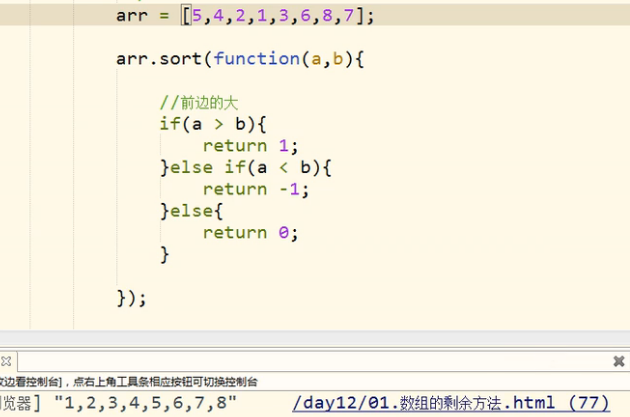 arr = [5,4,2,1,3,6,8,7];
arr.sort(function(a,b){
//前边的大
if(a > b){
return 1;
}else if(a < b){
return -1;
}else{
return 0;
}
});
边看控制台], 点右上角工具条相应按钮可切换控制台
览器] "1,2,3,4,5,6,7,8" /day12/01.数组的剩余方法.html (77)